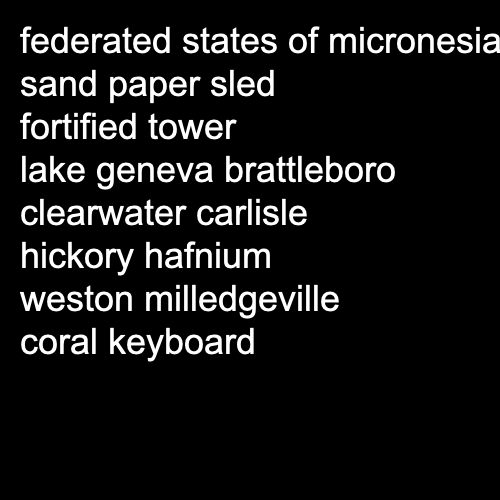 federated states of micronesia
sand paper sled
fortified tower
lake geneva brattleboro
clearwater carlisle
hickory hafnium
weston milledgeville
coral keyboard